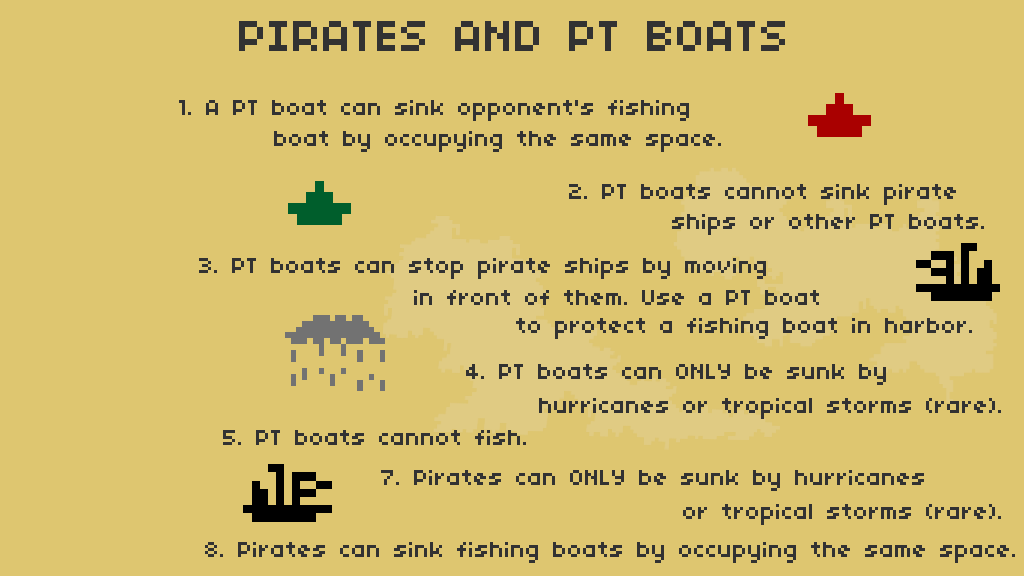 PIRATES AND PT BOATS
1. A PT boat can sink opponent's fishing
boat by occupying the same space.
2. PT boats cannot sink pirate
ships or other PT boats.
3. PT boats can stop pirate ships by moving
in front of them. Use a PT boat
to protect a fishing boat in harbor.
4. PT boats can ONLY be sunk by
hurricanes or tropical storms (rare).
5. PT boats cannot fish.
7. Pirates can ONLY be sunk by hurricanes
or tropical storms (rare).
8. Pirates can sink fishing boats by occupying the same space.